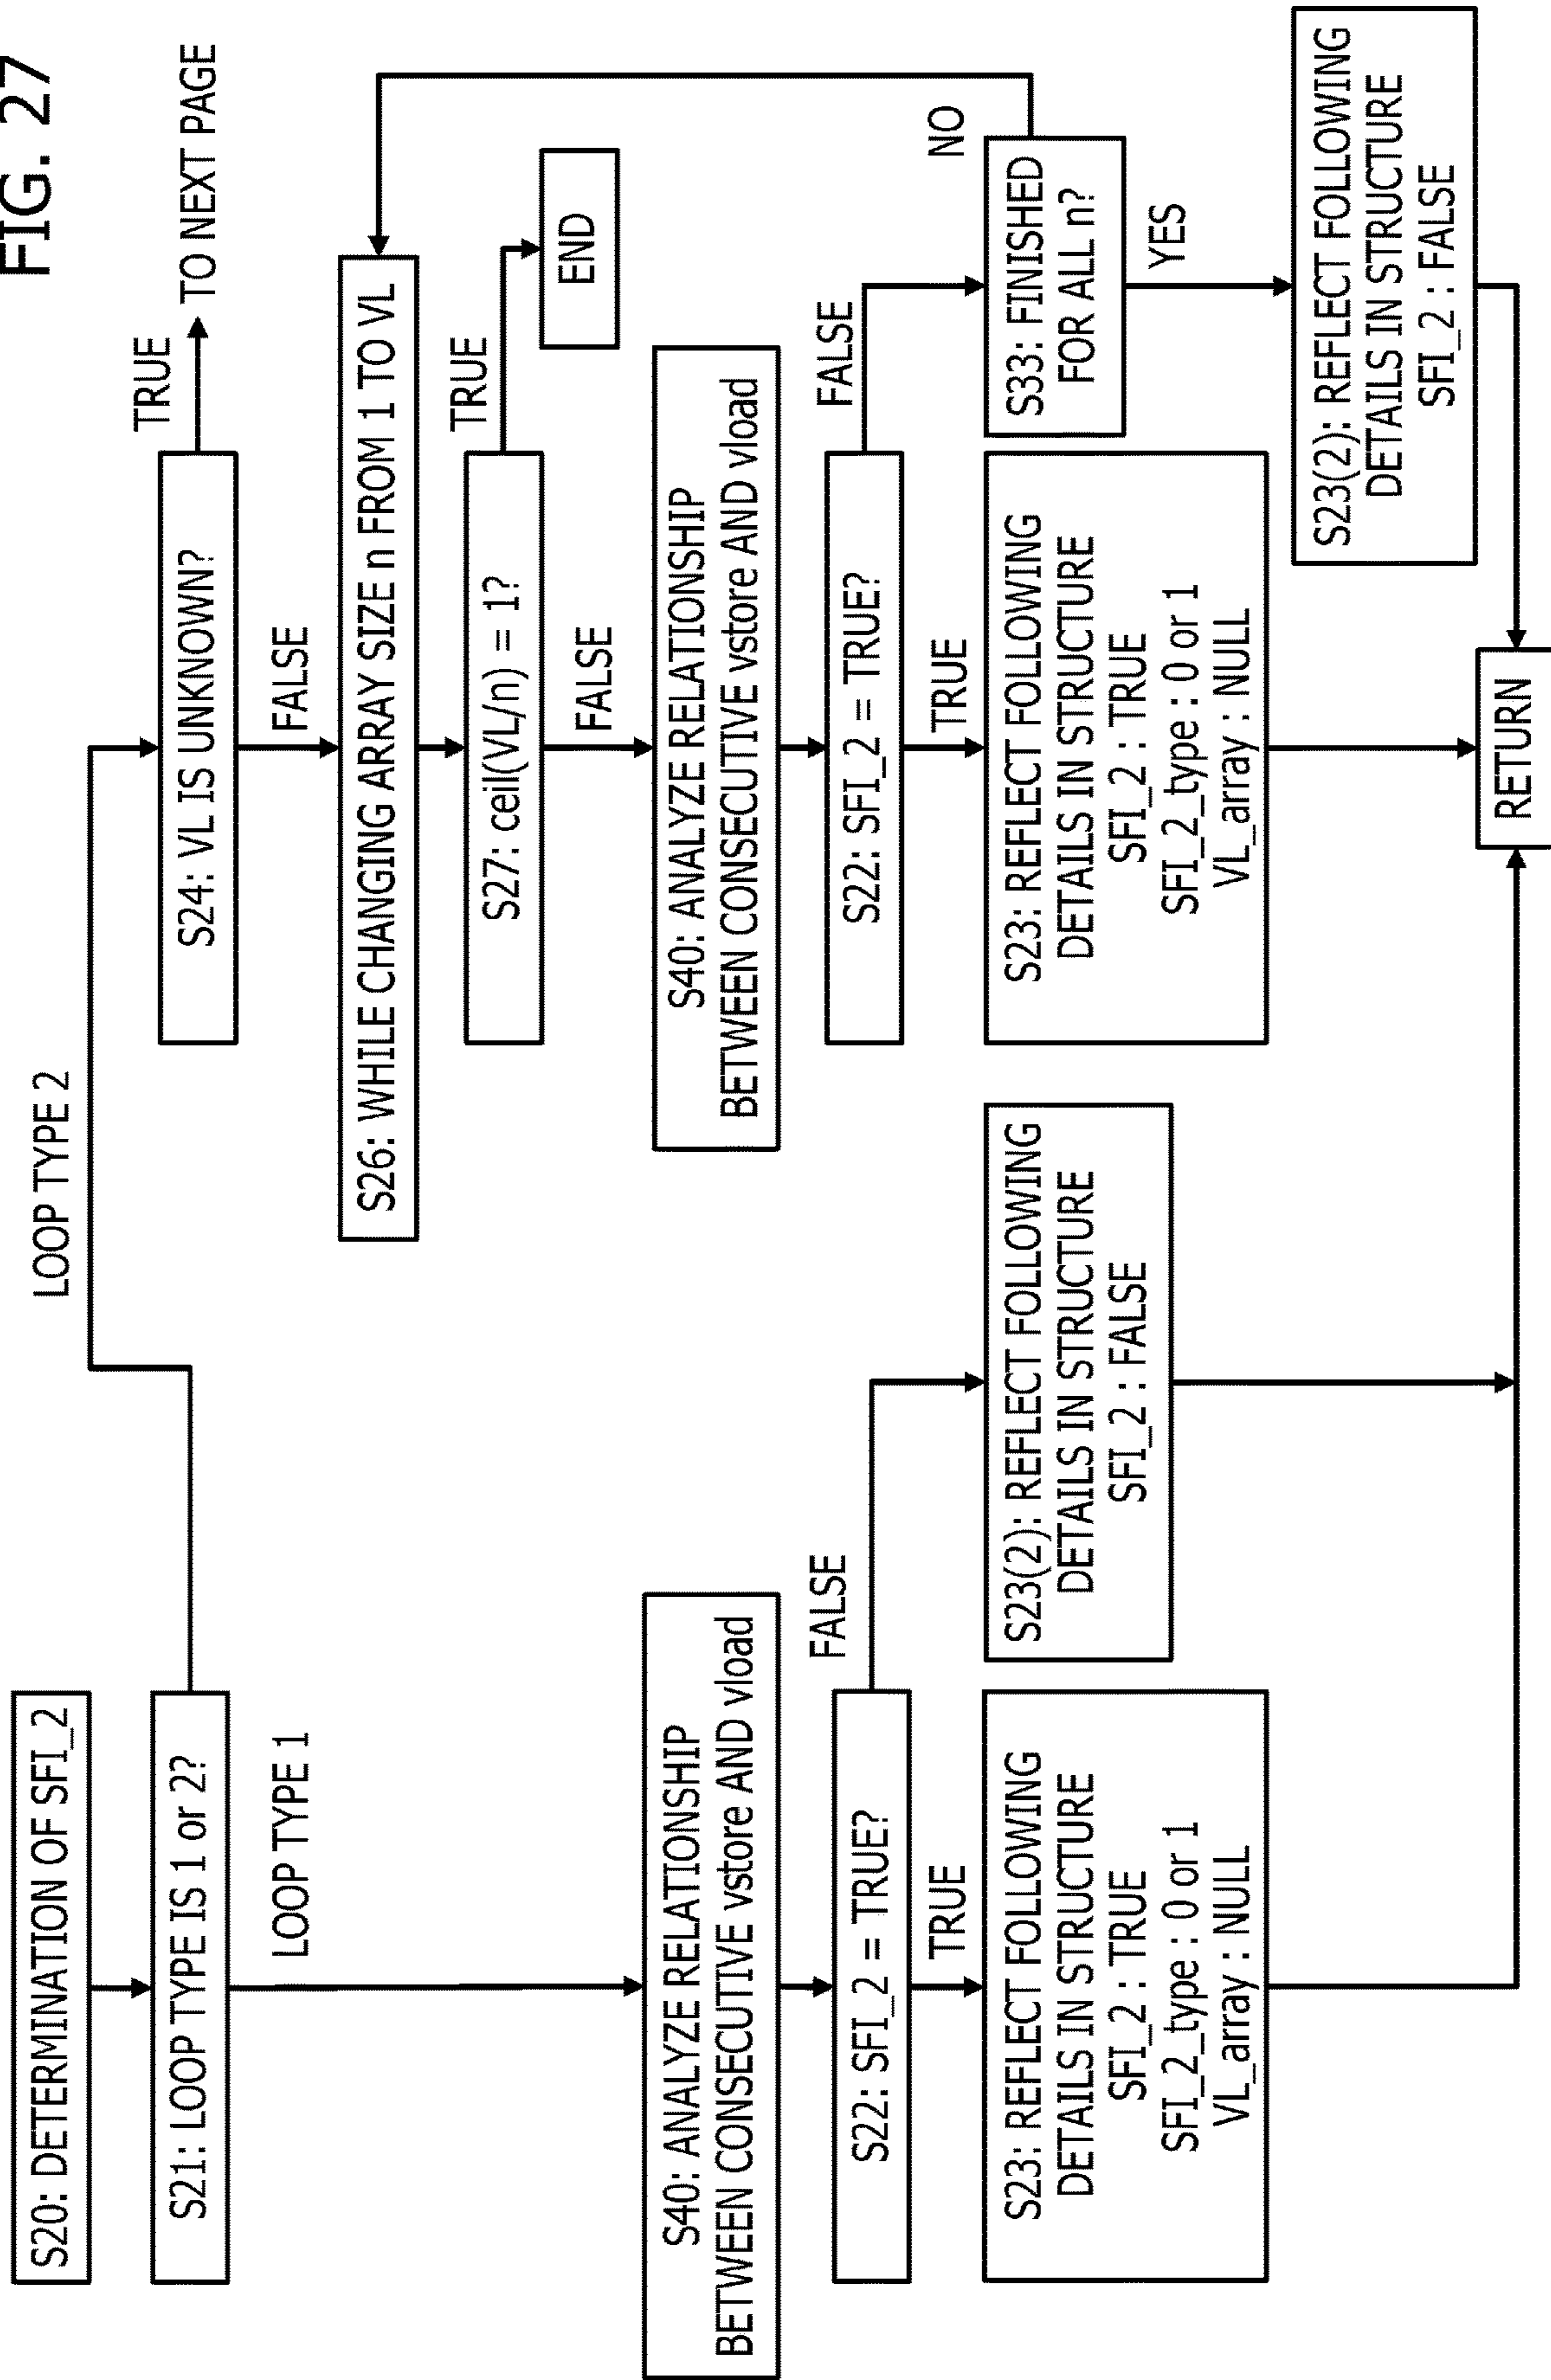 FIG. 27
S20: DETERMINATION OF SFI_2
S21: LOOP TYPE IS 1 or 2?
LOOP TYPE 1
LOOP TYPE 2
S40: ANALYZE RELATIONSHIP
BETWEEN CONSECUTIVE vstore AND vload
S22: SFI_2 = TRUE?
FALSE
TRUE
S23: REFLECT FOLLOWING
DETAILS IN STRUCTURE
SFI_2 : TRUE
SFI_2_type : 0 or 1
VL_array : NULL
S23(2): REFLECT FOLLOWING
DETAILS IN STRUCTURE
SFI_2 : FALSE
S24: VL IS UNKNOWN?
TRUE
TO NEXT PAGE
FALSE
S26: WHILE CHANGING ARRAY SIZE n FROM 1 TO VL
S27: ceil(VL/n) = 1?
TRUE
END
FALSE
S40: ANALYZE RELATIONSHIP
BETWEEN CONSECUTIVE vstore AND vload
S22: SFI_2 = TRUE?
FALSE
TRUE
S23: REFLECT FOLLOWING
DETAILS IN STRUCTURE
SFI_2 : TRUE
SFI_2_type : 0 or 1
VL_array : NULL
S33: FINISHED
FOR ALL n?
NO
YES
S23(2): REFLECT FOLLOWING
DETAILS IN STRUCTURE
SFI_2 : FALSE
RETURN